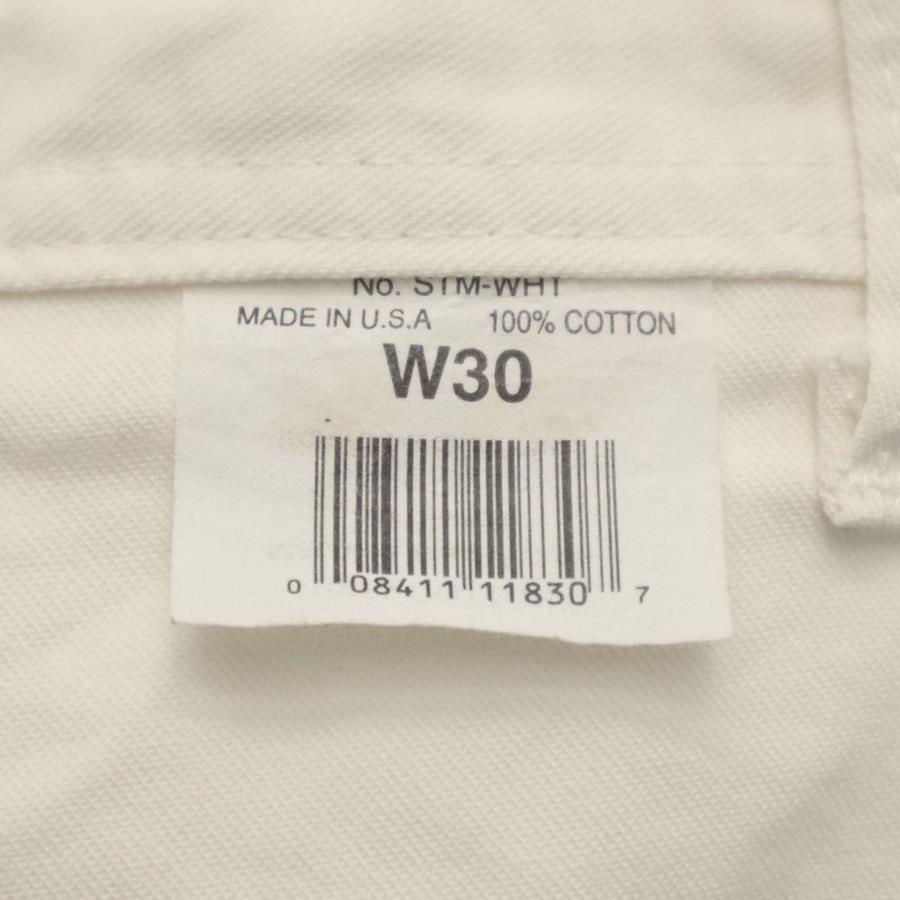 No. STM-WHT
MADE IN U.S.A 100% COTTON
W30
0 08411 11830 7